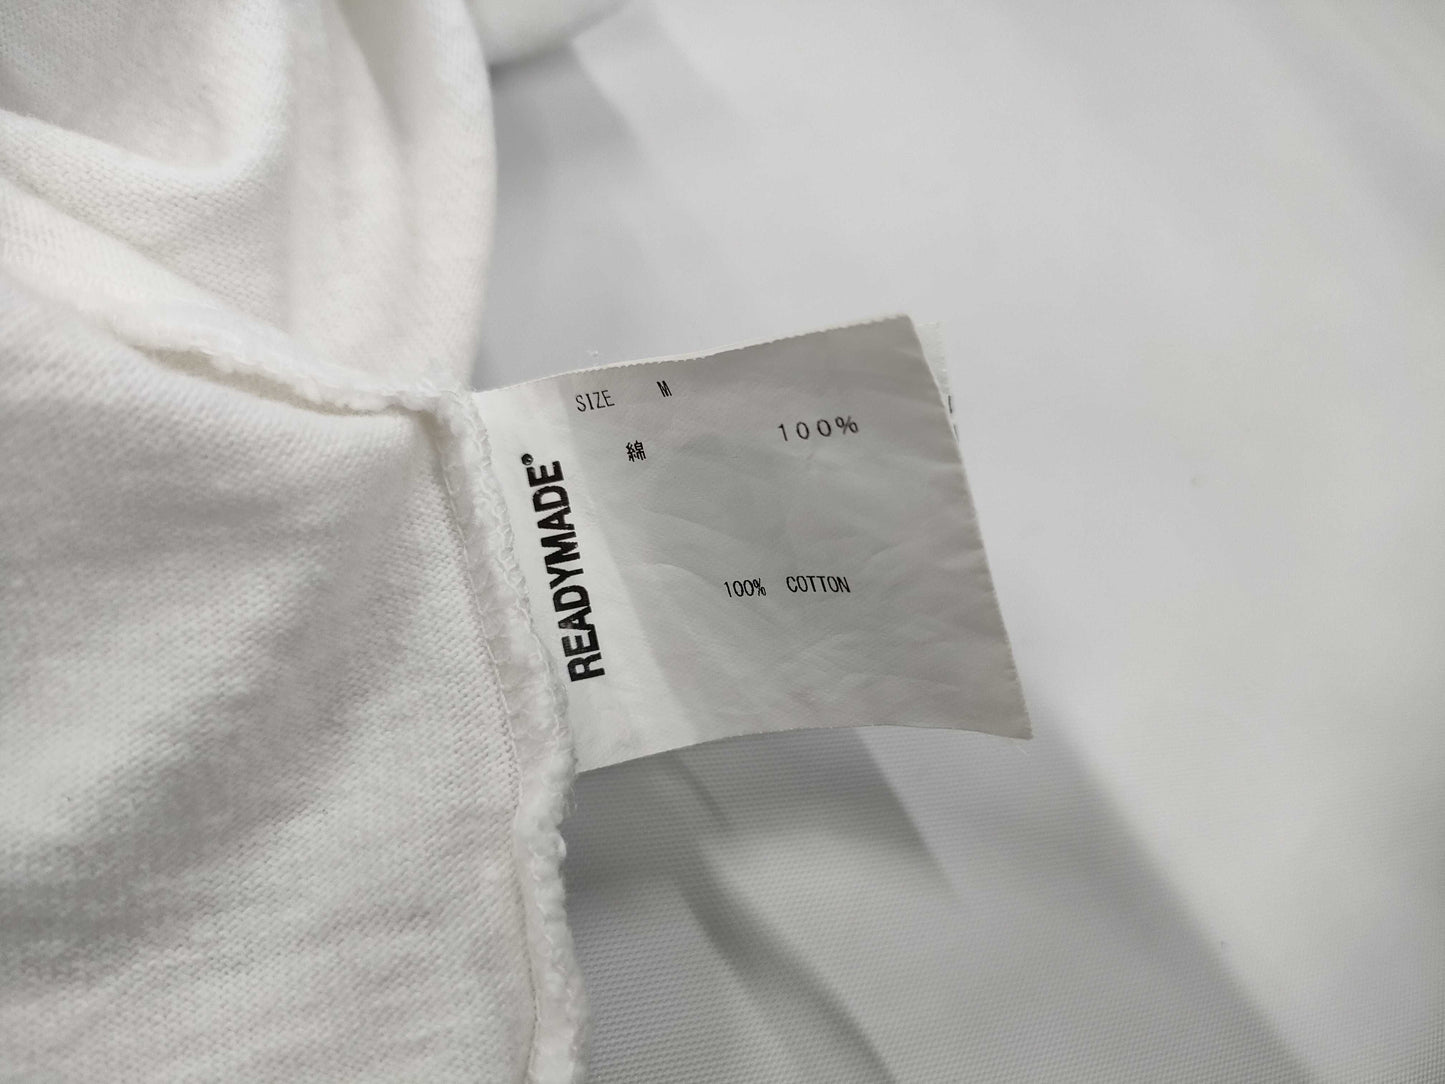 SIZE M
綿 100%
100% COTTON
READYMADE